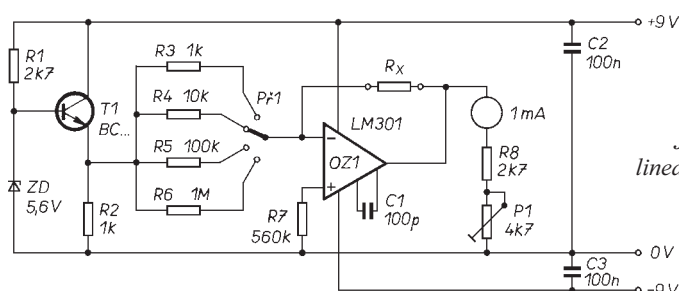 R1
2k7
T1
BC...
ZD
5,6V
R2
1k
R3 1k
R4 10k
R5 100k
R6 1M
Př1
R7
560k
Rx
LM301
OZ1
−
+
C1
100p
1mA
R8
2k7
P1
4k7
C2
100n
C3
100n
+9V
0V
-9V
lined